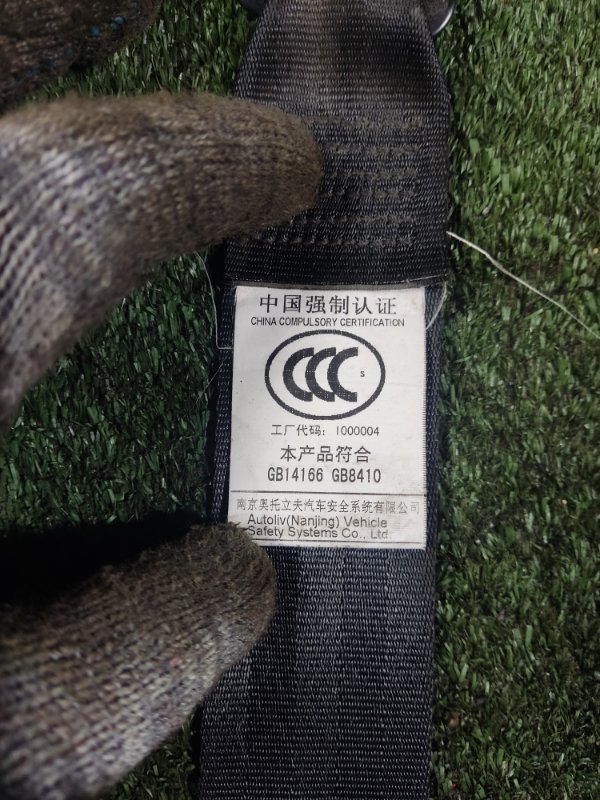 中国强制认证
CHINA COMPULSORY CERTIFICATION
CCC S
工厂代码：1000004
本产品符合
GB14166 GB8410
南京奥托立夫汽车安全系统有限公司
Autoliv(Nanjing) Vehicle
Safety Systems Co., Ltd